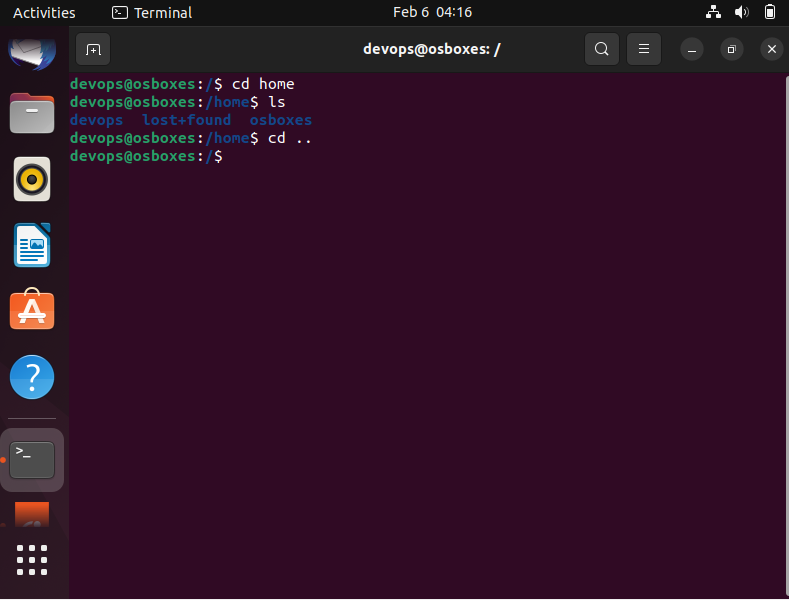 Activities Terminal Feb 6 04:16
devops@osboxes: /
devops@osboxes:/$ cd home
devops@osboxes:/home$ ls
devops lost+found osboxes
devops@osboxes:/home$ cd ..
devops@osboxes:/$